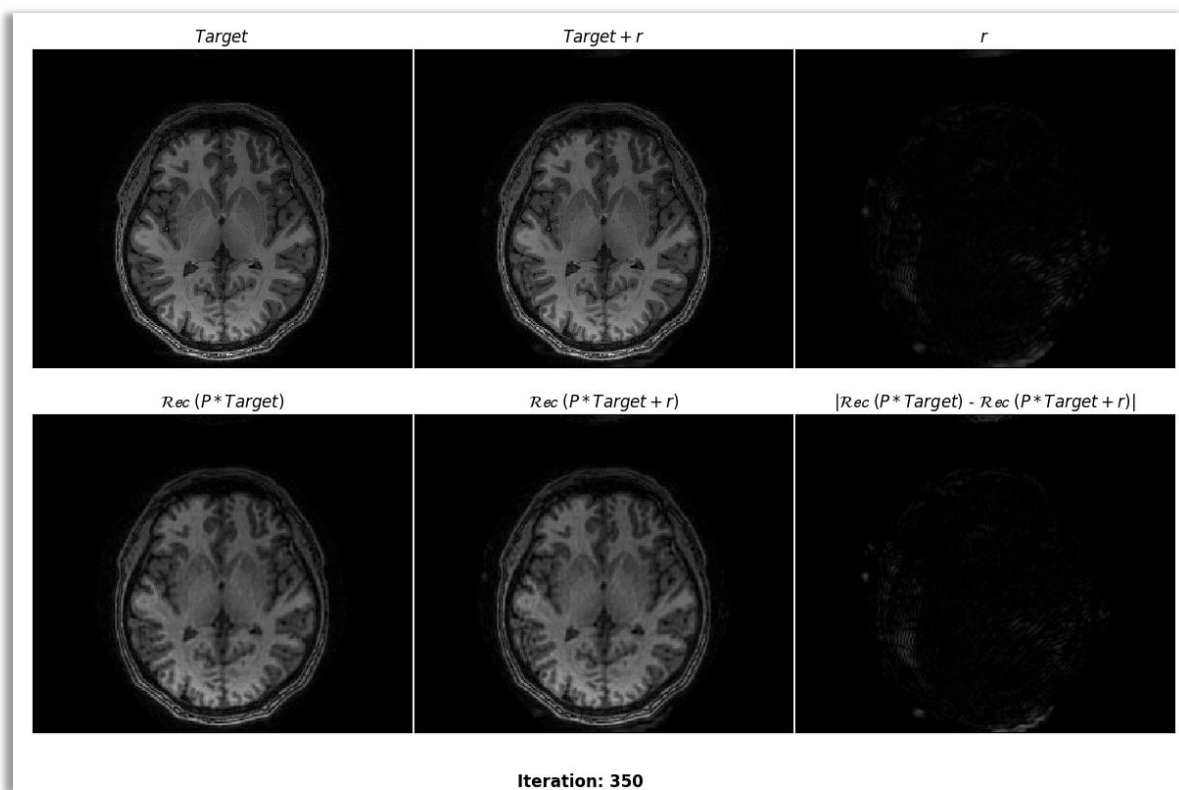 Target
Target + r
r
Rec (P * Target)
Rec (P * Target + r)
|Rec (P * Target) - Rec (P * Target + r)|
Iteration: 350